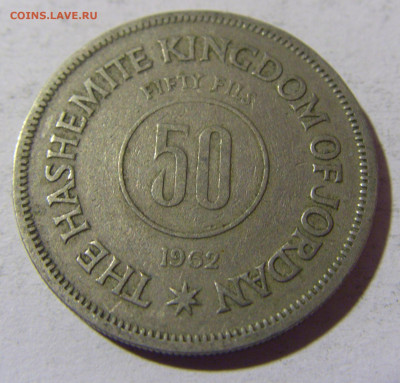 COINS.LAVE.RU
THE HASHEMITE KINGDOM OF JORDAN
FIFTY FILS
50
1962